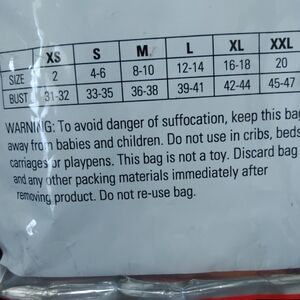 XS S M L XL XXL
SIZE 2 4-6 8-10 12-14 16-18 20
BUST 31-32 33-35 36-38 39-41 42-44 45-47
WARNING: To avoid danger of suffocation, keep this bag
away from babies and children. Do not use in cribs, beds
carriages or playpens. This bag is not a toy. Discard bag
and any other packing materials immediately after
removing product. Do not re-use bag.